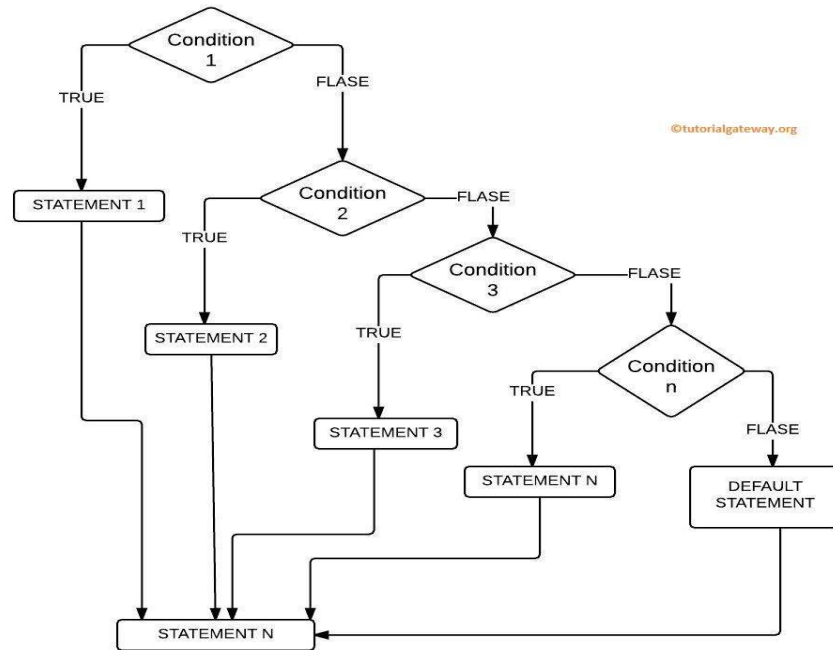 Condition
1
TRUE
FLASE
©tutorialgateway.org
STATEMENT 1
Condition
2
FLASE
TRUE
Condition
3
FLASE
STATEMENT 2
TRUE
Condition
n
TRUE
FLASE
STATEMENT 3
STATEMENT N
DEFAULT
STATEMENT
STATEMENT N